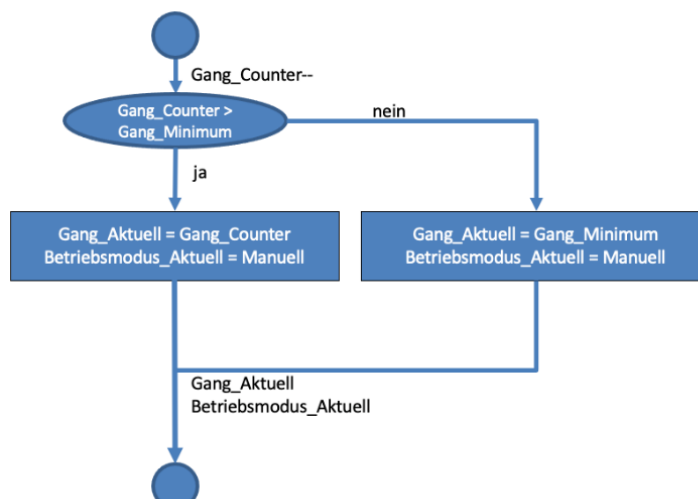 Gang_Counter--
Gang_Counter >
Gang_Minimum
nein
ja
Gang_Aktuell = Gang_Counter
Betriebsmodus_Aktuell = Manuell
Gang_Aktuell = Gang_Minimum
Betriebsmodus_Aktuell = Manuell
Gang_Aktuell
Betriebsmodus_Aktuell